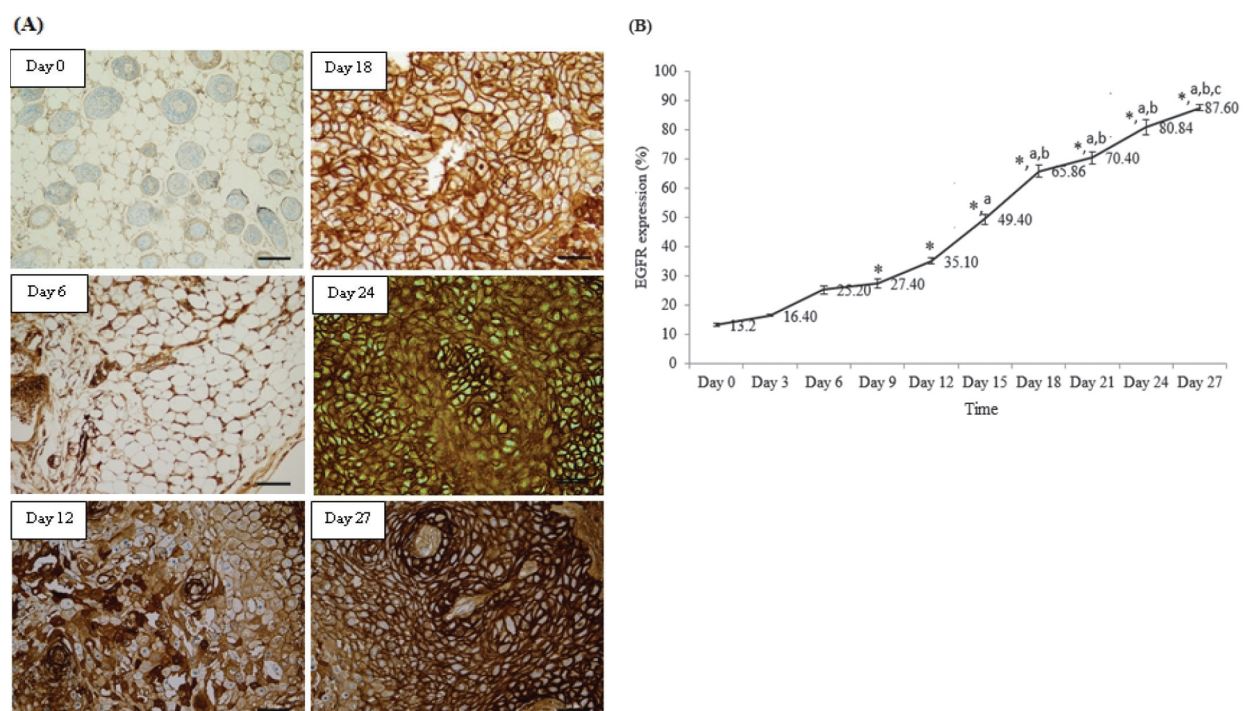 (A)
Day 0
Day 18
Day 6
Day 24
Day 12
Day 27
(B)
EGFR expression (%)
100
90
80
70
60
50
40
30
20
10
0
13.2
16.40
25.20
*
27.40
*
35.10
*, a
49.40
*, a,b
65.86
*, a,b
70.40
*, a,b
80.84
*, a,b,c
87.60
Day 0 Day 3 Day 6 Day 9 Day 12 Day 15 Day 18 Day 21 Day 24 Day 27
Time